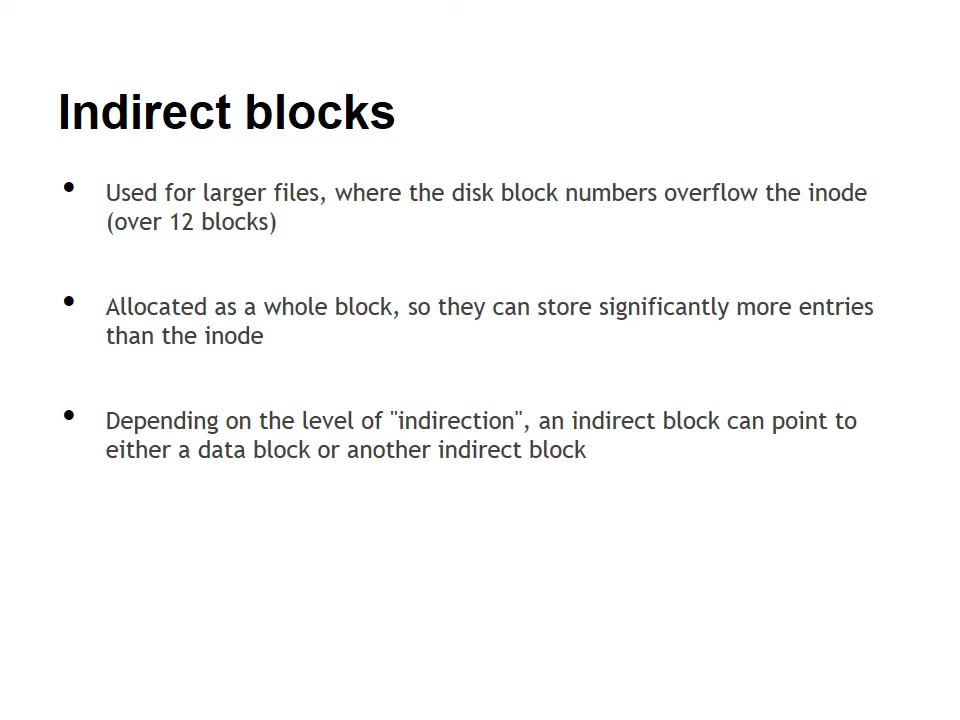 Indirect blocks
• Used for larger files, where the disk block numbers overflow the inode
(over 12 blocks)
• Allocated as a whole block, so they can store significantly more entries
than the inode
• Depending on the level of "indirection", an indirect block can point to
either a data block or another indirect block